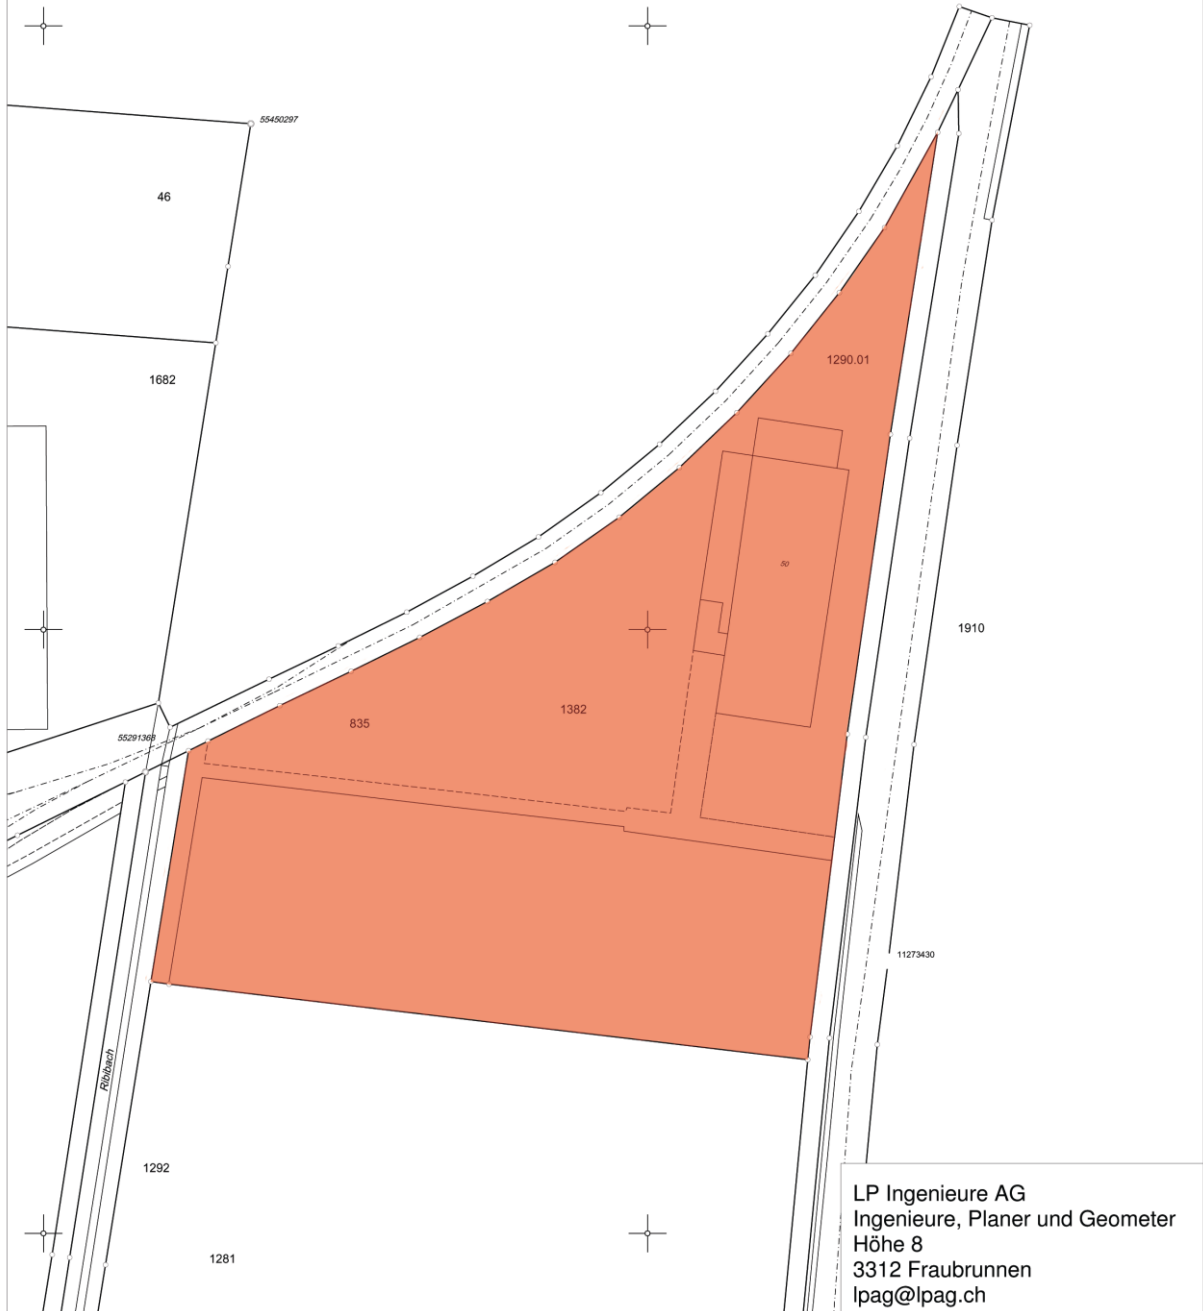 55450297
46
1682
1290.01
50
1910
835
1382
55291368
11273430
Ribibach
1292
1281
LP Ingenieure AG
Ingenieure, Planer und Geometer
Höhe 8
3312 Fraubrunnen
lpag@lpag.ch